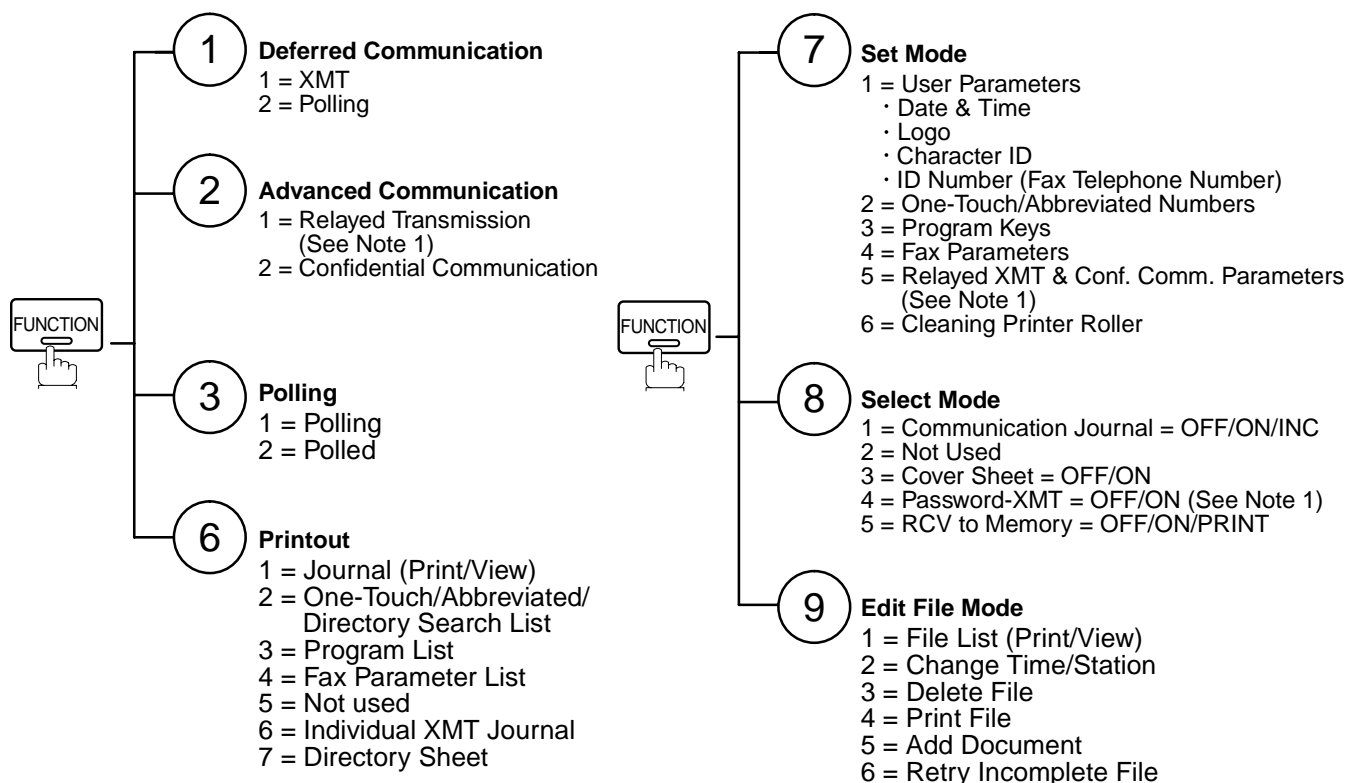 FUNCTION
1
Deferred Communication
1 = XMT
2 = Polling
2
Advanced Communication
1 = Relayed Transmission
(See Note 1)
2 = Confidential Communication
3
Polling
1 = Polling
2 = Polled
6
Printout
1 = Journal (Print/View)
2 = One-Touch/Abbreviated/
Directory Search List
3 = Program List
4 = Fax Parameter List
5 = Not used
6 = Individual XMT Journal
7 = Directory Sheet
FUNCTION
7
Set Mode
1 = User Parameters
· Date & Time
· Logo
· Character ID
· ID Number (Fax Telephone Number)
2 = One-Touch/Abbreviated Numbers
3 = Program Keys
4 = Fax Parameters
5 = Relayed XMT & Conf. Comm. Parameters
(See Note 1)
6 = Cleaning Printer Roller
8
Select Mode
1 = Communication Journal = OFF/ON/INC
2 = Not Used
3 = Cover Sheet = OFF/ON
4 = Password-XMT = OFF/ON (See Note 1)
5 = RCV to Memory = OFF/ON/PRINT
9
Edit File Mode
1 = File List (Print/View)
2 = Change Time/Station
3 = Delete File
4 = Print File
5 = Add Document
6 = Retry Incomplete File